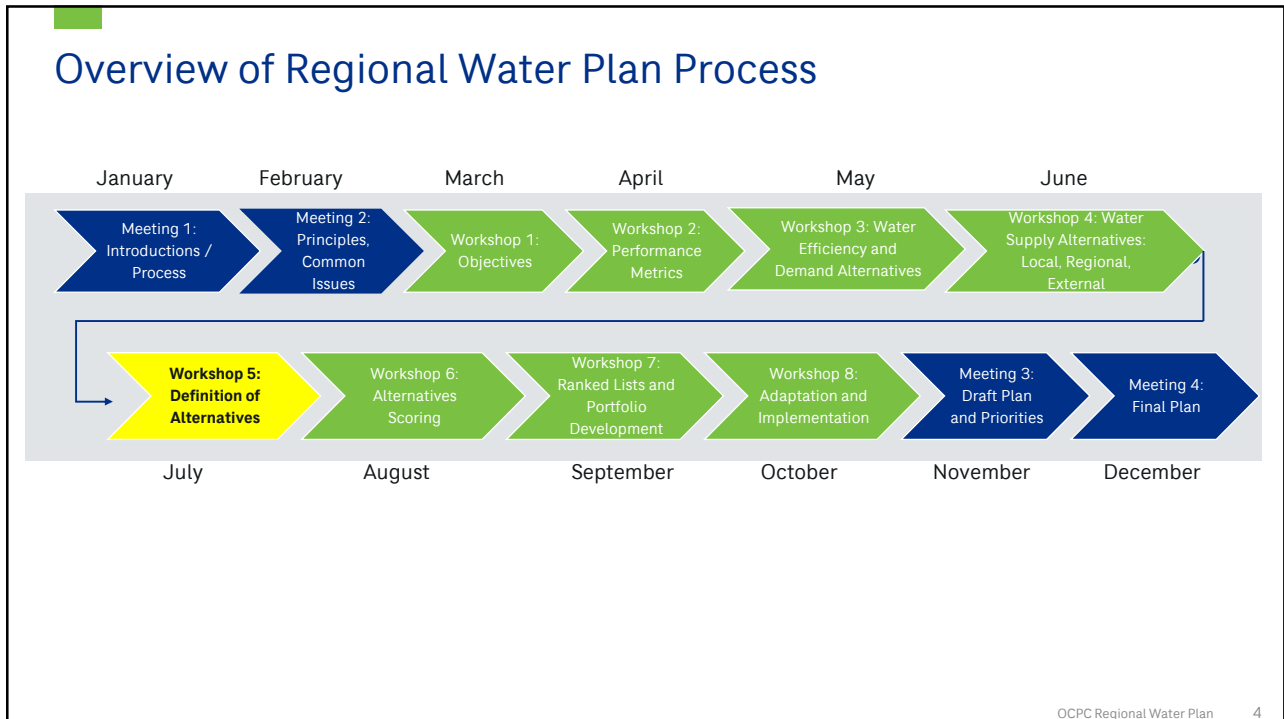 Overview of Regional Water Plan Process
January
February
March
April
May
June
Meeting 1:
Introductions /
Process
Meeting 2:
Principles,
Common
Issues
Workshop 1:
Objectives
Workshop 2:
Performance
Metrics
Workshop 3: Water
Efficiency and
Demand Alternatives
Workshop 4: Water
Supply Alternatives:
Local, Regional,
External
Workshop 5:
Definition of
Alternatives
Workshop 6:
Alternatives
Scoring
Workshop 7:
Ranked Lists and
Portfolio
Development
Workshop 8:
Adaptation and
Implementation
Meeting 3:
Draft Plan
and Priorities
Meeting 4:
Final Plan
July
August
September
October
November
December
OCPC Regional Water Plan 4